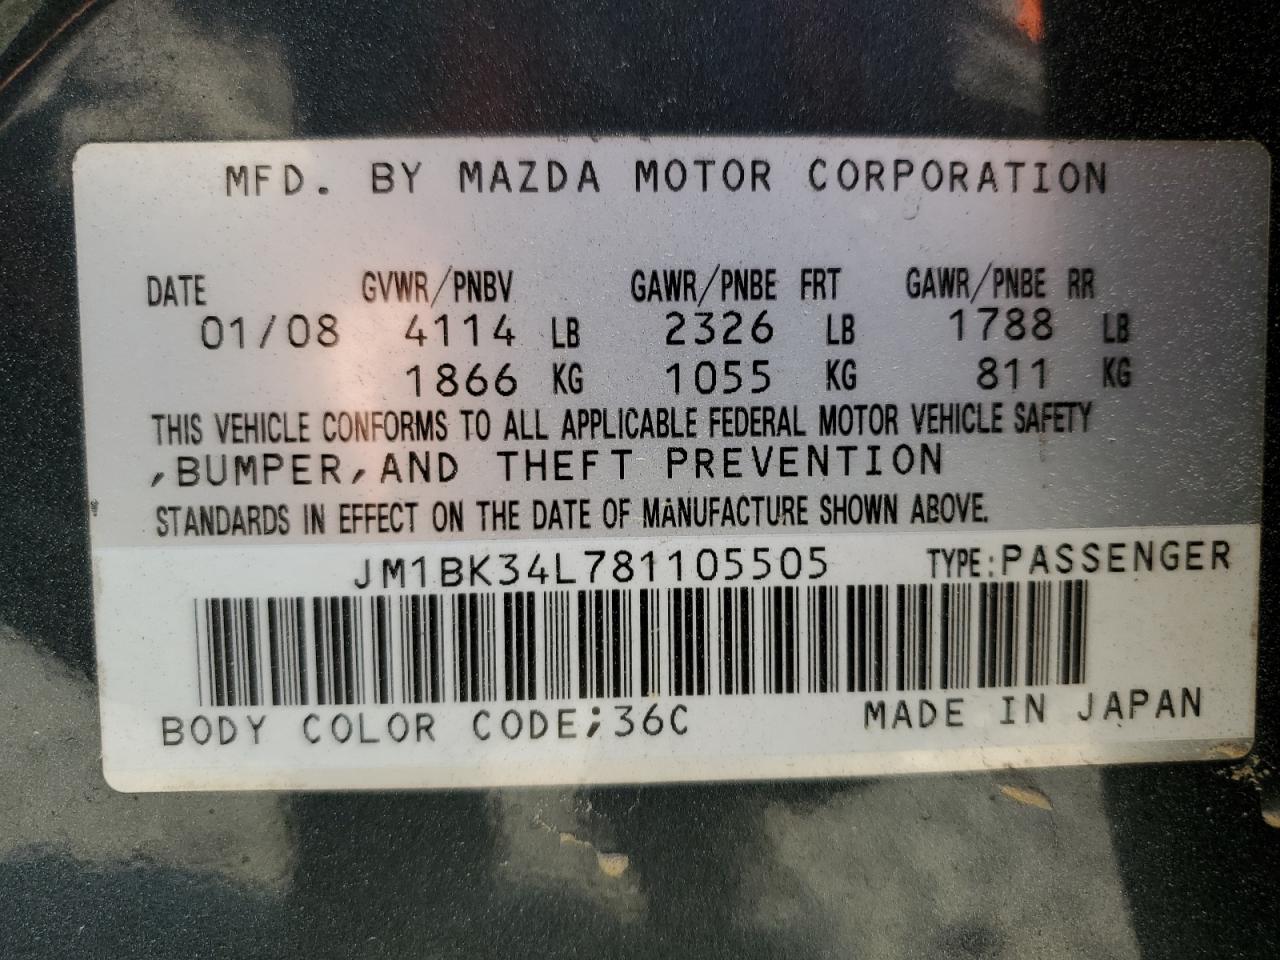 MFD. BY MAZDA MOTOR CORPORATION
DATE GVWR/PNBV GAWR/PNBE FRT GAWR/PNBE RR
01/08 4114 LB 2326 LB 1788 LB
1866 KG 1055 KG 811 KG
THIS VEHICLE CONFORMS TO ALL APPLICABLE FEDERAL MOTOR VEHICLE SAFETY
,BUMPER,AND THEFT PREVENTION
STANDARDS IN EFFECT ON THE DATE OF MANUFACTURE SHOWN ABOVE.
JM1BK34L781105505 TYPE:PASSENGER
BODY COLOR CODE;36C MADE IN JAPAN